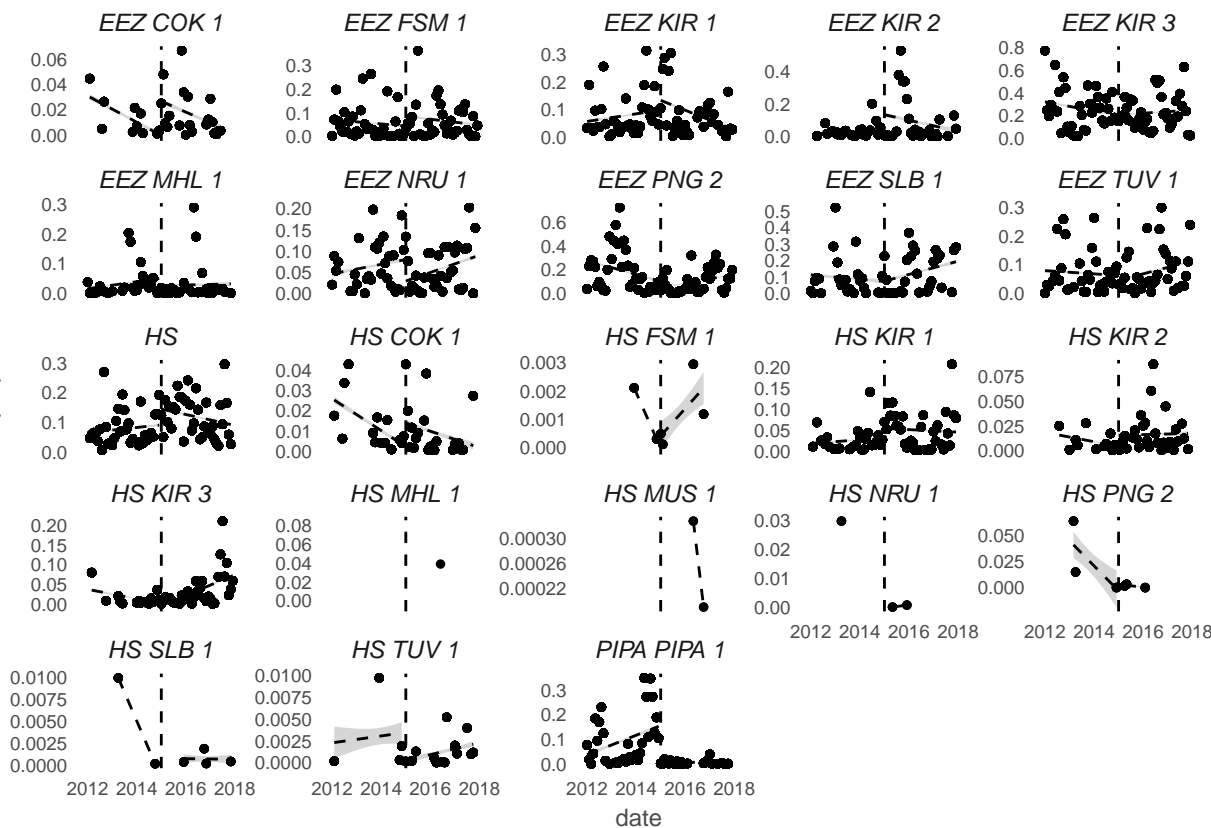 EEZ COK 1 EEZ FSM 1 EEZ KIR 1 EEZ KIR 2 EEZ KIR 3
0.06 0.04 0.02 0.00
0.3 0.2 0.1 0.0
0.3 0.2 0.1 0.0
0.4 0.2 0.0
0.8 0.6 0.4 0.2 0.0
EEZ MHL 1 EEZ NRU 1 EEZ PNG 2 EEZ SLB 1 EEZ TUV 1
0.3 0.2 0.1 0.0
0.20 0.15 0.10 0.05 0.00
0.6 0.4 0.2 0.0
0.5 0.4 0.3 0.2 0.1 0.0
0.3 0.2 0.1 0.0
HS HS COK 1 HS FSM 1 HS KIR 1 HS KIR 2
0.3 0.2 0.1 0.0
0.04 0.03 0.02 0.01 0.00
0.003 0.002 0.001 0.000
0.20 0.15 0.10 0.05 0.00
0.075 0.050 0.025 0.000
HS KIR 3 HS MHL 1 HS MUS 1 HS NRU 1 HS PNG 2
0.20 0.15 0.10 0.05 0.00
0.08 0.06 0.04 0.02 0.00
0.00030 0.00026 0.00022
0.03 0.02 0.01 0.00
0.050 0.025 0.000
2012 2014 2016 2018 2012 2014 2016 2018
HS SLB 1 HS TUV 1 PIPA PIPA 1
0.0100 0.0075 0.0050 0.0025 0.0000
0.0100 0.0075 0.0050 0.0025 0.0000
0.3 0.2 0.1 0.0
2012 2014 2016 2018 2012 2014 2016 2018 2012 2014 2016 2018
date